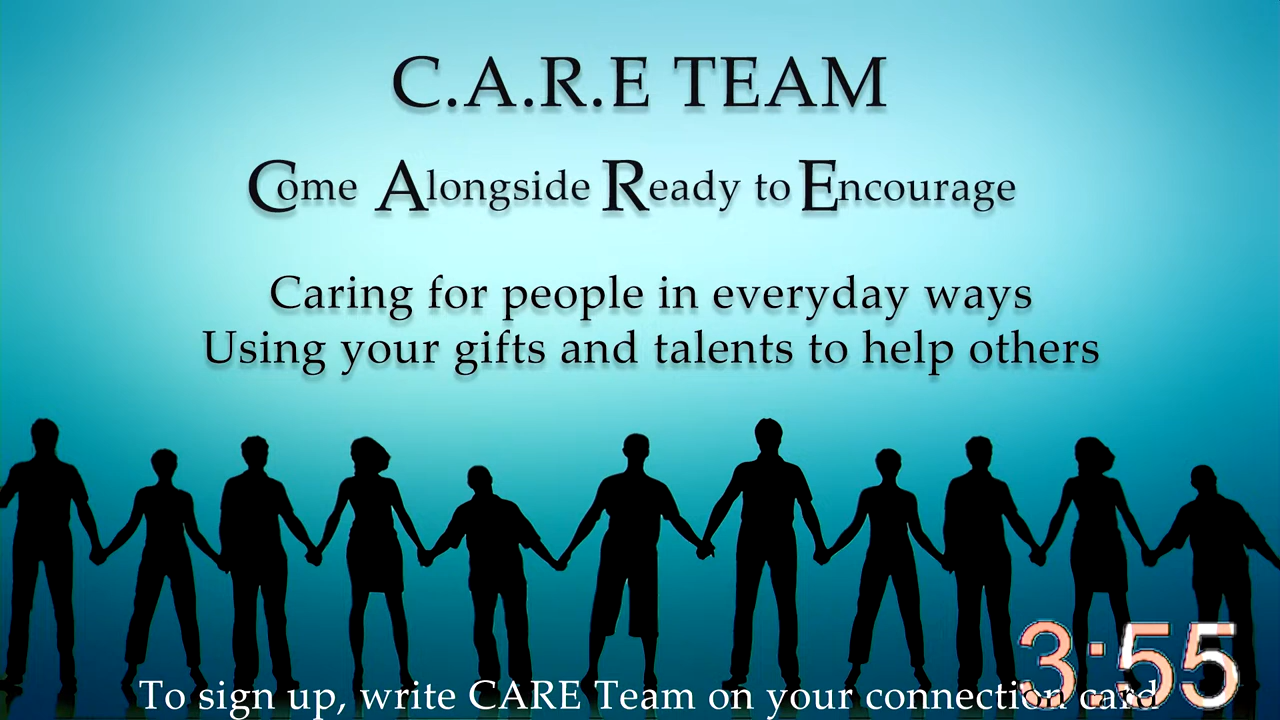 C.A.R.E TEAM
Come Alongside Ready to Encourage
Caring for people in everyday ways
Using your gifts and talents to help others
To sign up, write CARE Team on your connection card
3:55